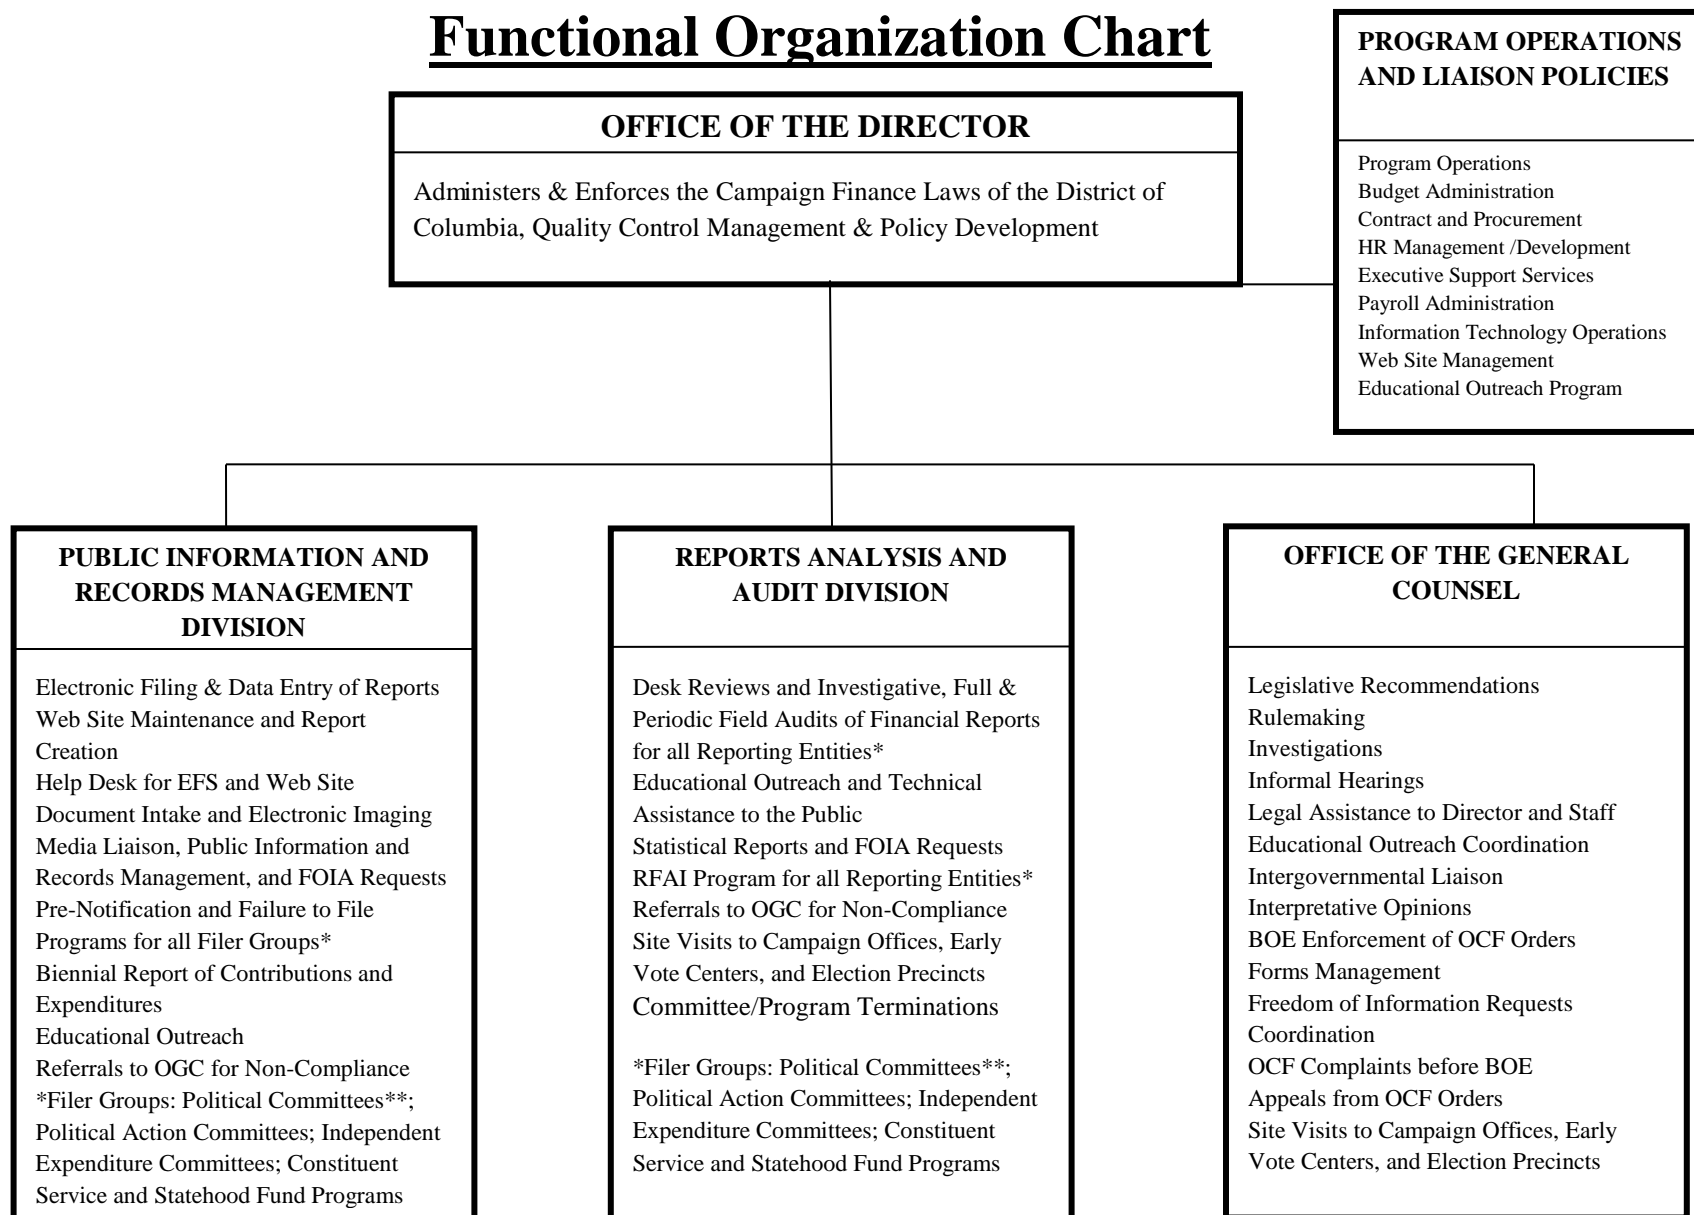 Functional Organization Chart
PROGRAM OPERATIONS
AND LIAISON POLICIES
Program Operations
Budget Administration
Contract and Procurement
HR Management /Development
Executive Support Services
Payroll Administration
Information Technology Operations
Web Site Management
Educational Outreach Program
OFFICE OF THE DIRECTOR
Administers & Enforces the Campaign Finance Laws of the District of
Columbia, Quality Control Management & Policy Development
PUBLIC INFORMATION AND
RECORDS MANAGEMENT
DIVISION
Electronic Filing & Data Entry of Reports
Web Site Maintenance and Report
Creation
Help Desk for EFS and Web Site
Document Intake and Electronic Imaging
Media Liaison, Public Information and
Records Management, and FOIA Requests
Pre-Notification and Failure to File
Programs for all Filer Groups*
Biennial Report of Contributions and
Expenditures
Educational Outreach
Referrals to OGC for Non-Compliance
*Filer Groups: Political Committees**;
Political Action Committees; Independent
Expenditure Committees; Constituent
Service and Statehood Fund Programs
REPORTS ANALYSIS AND
AUDIT DIVISION
Desk Reviews and Investigative, Full &
Periodic Field Audits of Financial Reports
for all Reporting Entities*
Educational Outreach and Technical
Assistance to the Public
Statistical Reports and FOIA Requests
RFAI Program for all Reporting Entities*
Referrals to OGC for Non-Compliance
Site Visits to Campaign Offices, Early
Vote Centers, and Election Precincts
Committee/Program Terminations
*Filer Groups: Political Committees**;
Political Action Committees; Independent
Expenditure Committees; Constituent
Service and Statehood Fund Programs
OFFICE OF THE GENERAL
COUNSEL
Legislative Recommendations
Rulemaking
Investigations
Informal Hearings
Legal Assistance to Director and Staff
Educational Outreach Coordination
Intergovernmental Liaison
Interpretative Opinions
BOE Enforcement of OCF Orders
Forms Management
Freedom of Information Requests
Coordination
OCF Complaints before BOE
Appeals from OCF Orders
Site Visits to Campaign Offices, Early
Vote Centers, and Election Precincts